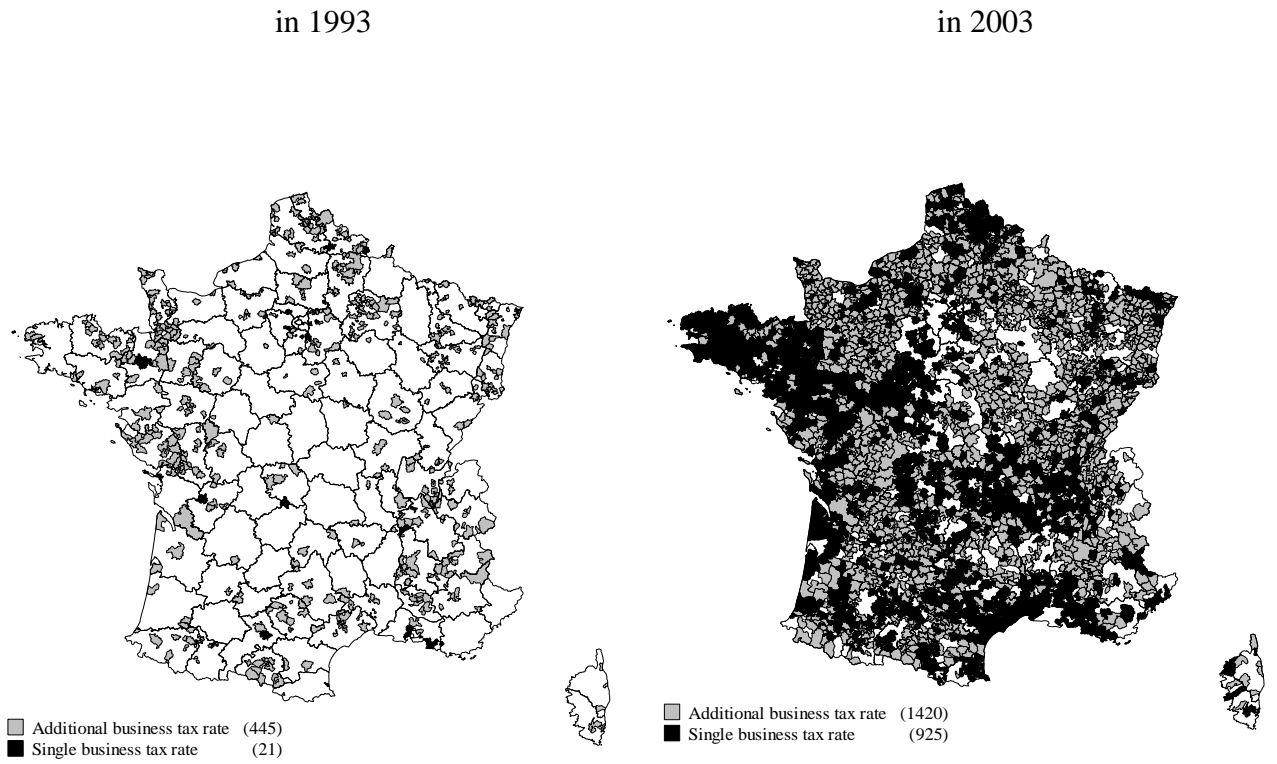 in 1993
in 2003
Additional business tax rate (445)
Single business tax rate (21)
Additional business tax rate (1420)
Single business tax rate (925)